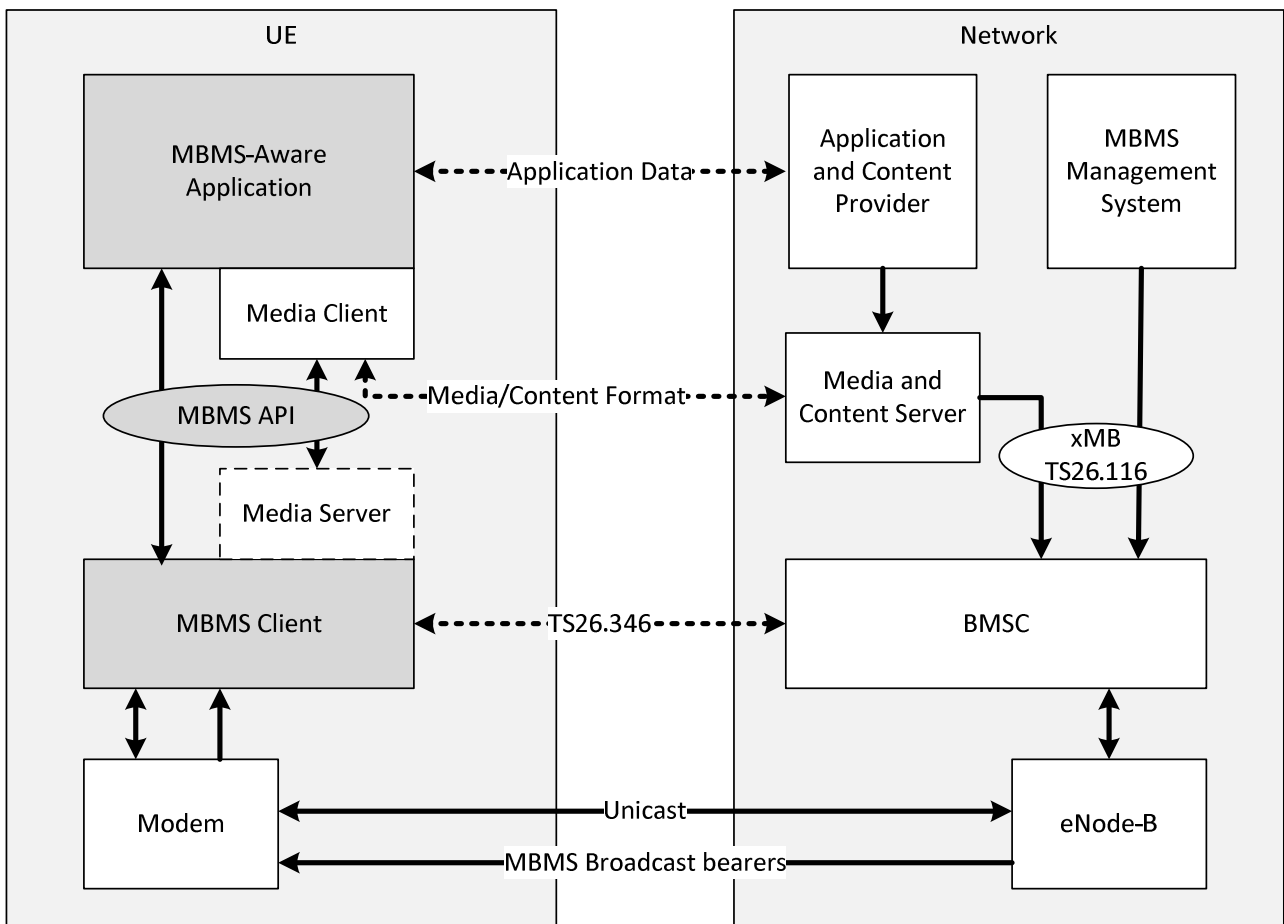 UE
Network
MBMS-Aware
Application
Application Data
Application
and Content
Provider
MBMS
Management
System
Media Client
Media/Content Format
Media and
Content Server
MBMS API
xMB
TS26.116
Media Server
MBMS Client
TS26.346
BMSC
Modem
Unicast
eNode-B
MBMS Broadcast bearers